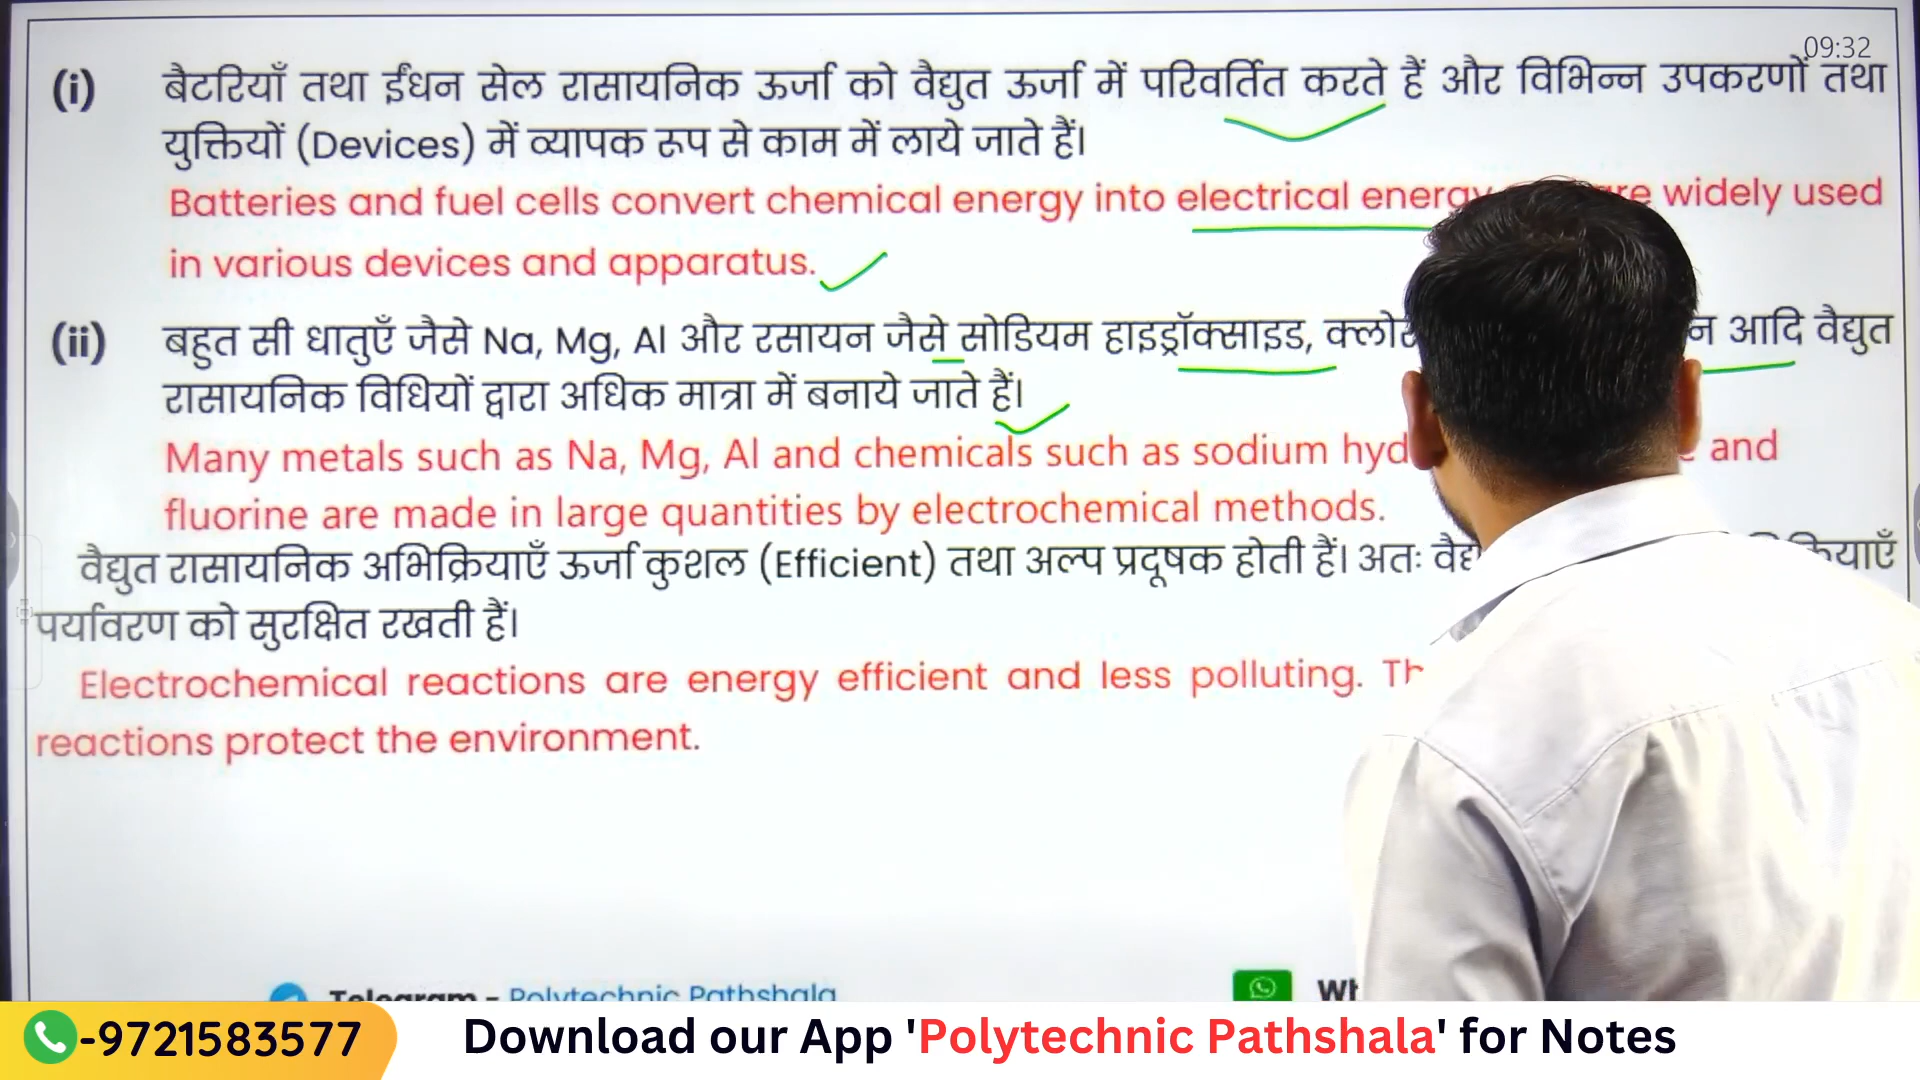 09:32
(i) बैटरियाँ तथा ईंधन सेल रासायनिक ऊर्जा को वैद्युत ऊर्जा में परिवर्तित करते हैं और विभिन्न उपकरणों तथा
युक्तियों (Devices) में व्यापक रूप से काम में लाये जाते हैं।
Batteries and fuel cells convert chemical energy into electrical energy widely used
in various devices and apparatus.
(ii) बहुत सी धातुएँ जैसे Na, Mg, Al और रसायन जैसे सोडियम हाइड्रॉक्साइड, आदि वैद्युत
रासायनिक विधियों द्वारा अधिक मात्रा में बनाये जाते हैं।
Many metals such as Na, Mg, Al and chemicals such as sodium and
fluorine are made in large quantities by electrochemical methods.
वैद्युत रासायनिक अभिक्रियाएँ ऊर्जा कुशल (Efficient) तथा अल्प प्रदूषक होती हैं। अतः
पर्यावरण को सुरक्षित रखती हैं।
Electrochemical reactions are energy efficient and less polluting.
reactions protect the environment.
Telegram - Polytechnic Pathshala
-9721583577 Download our App 'Polytechnic Pathshala' for Notes